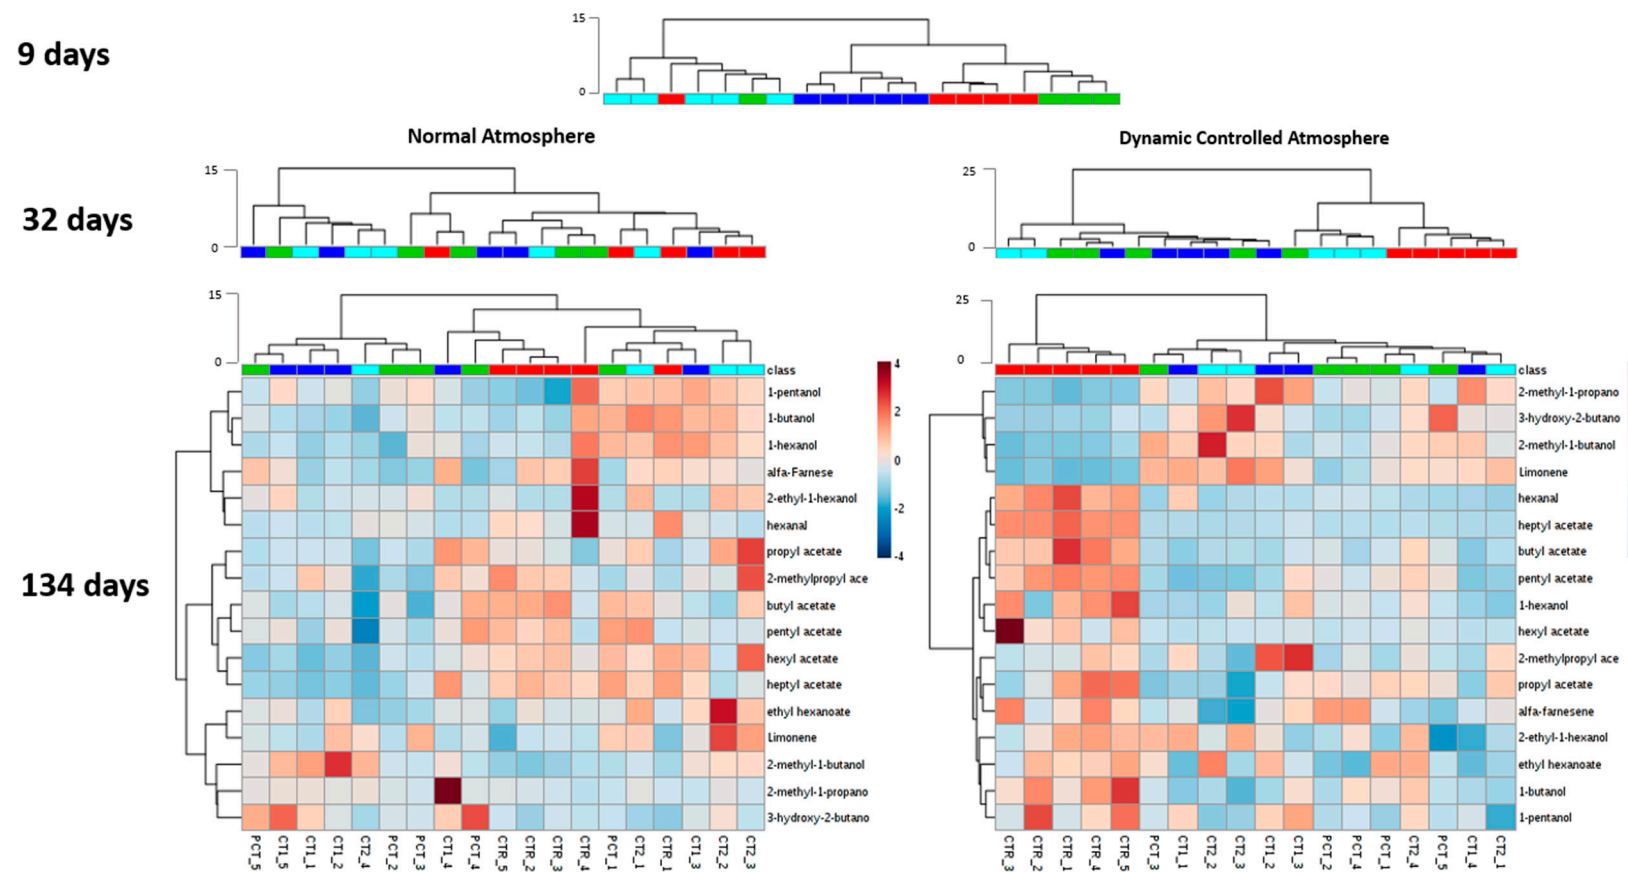 9 days
15
0
Normal Atmosphere
Dynamic Controlled Atmosphere
32 days
15
0
25
0
134 days
15
0
class
1-pentanol
1-butanol
1-hexanol
alfa-Farnese
2-ethyl-1-hexanol
hexanal
propyl acetate
2-methylpropyl ace
butyl acetate
pentyl acetate
hexyl acetate
heptyl acetate
ethyl hexanoate
Limonene
2-methyl-1-butanol
2-methyl-1-propano
3-hydroxy-2-butano
PCT_5
CT1_5
CT1_1
CT1_2
CT2_4
PCT_2
PCT_3
CT1_4
PCT_4
CTR_5
CTR_2
CTR_3
CTR_4
PCT_1
CT2_1
CTR_1
CT1_3
CT2_2
CT2_3
4
2
0
-2
-4
25
0
class
2-methyl-1-propano
3-hydroxy-2-butano
2-methyl-1-butanol
Limonene
hexanal
heptyl acetate
butyl acetate
pentyl acetate
1-hexanol
hexyl acetate
2-methylpropyl ace
propyl acetate
alfa-farnesene
2-ethyl-1-hexanol
ethyl hexanoate
1-butanol
1-pentanol
CTR_3
CTR_2
CTR_1
CTR_4
CTR_5
PCT_3
CT1_1
CT2_2
CT2_3
CT1_2
CT1_3
PCT_2
PCT_4
PCT_1
CT2_4
PCT_5
CT1_4
CT2_1